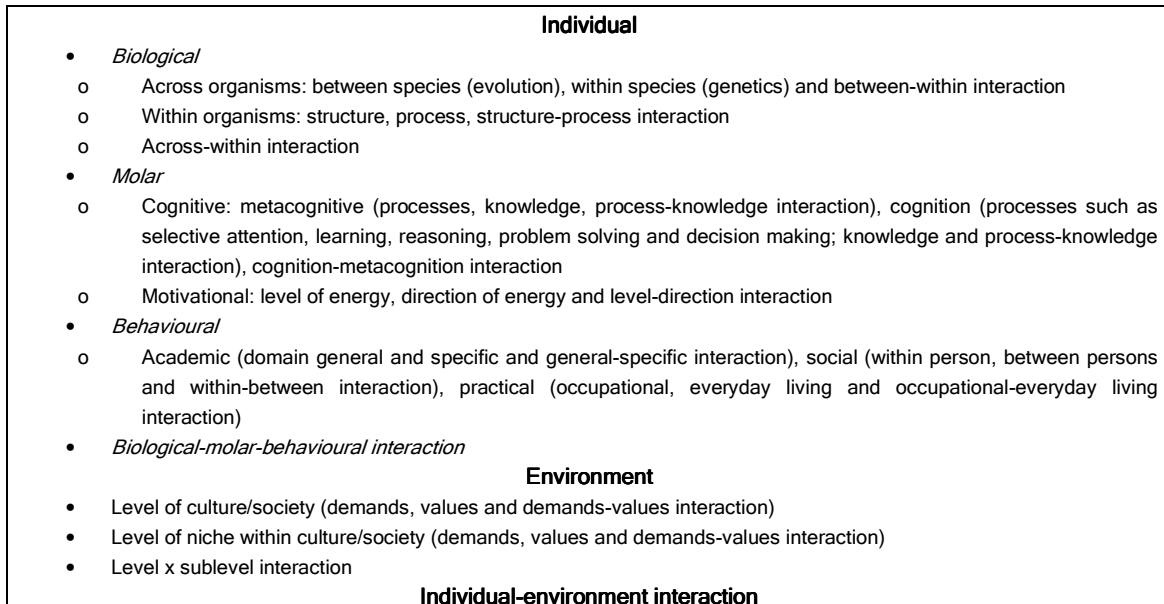 Individual
• Biological
o Across organisms: between species (evolution), within species (genetics) and between-within interaction
o Within organisms: structure, process, structure-process interaction
o Across-within interaction
• Molar
o Cognitive: metacognitive (processes, knowledge, process-knowledge interaction), cognition (processes such as
selective attention, learning, reasoning, problem solving and decision making; knowledge and process-knowledge
interaction), cognition-metacognition interaction
o Motivational: level of energy, direction of energy and level-direction interaction
• Behavioural
o Academic (domain general and specific and general-specific interaction), social (within person, between persons
and within-between interaction), practical (occupational, everyday living and occupational-everyday living
interaction)
• Biological-molar-behavioural interaction
Environment
• Level of culture/society (demands, values and demands-values interaction)
• Level of niche within culture/society (demands, values and demands-values interaction)
• Level x sublevel interaction
Individual-environment interaction